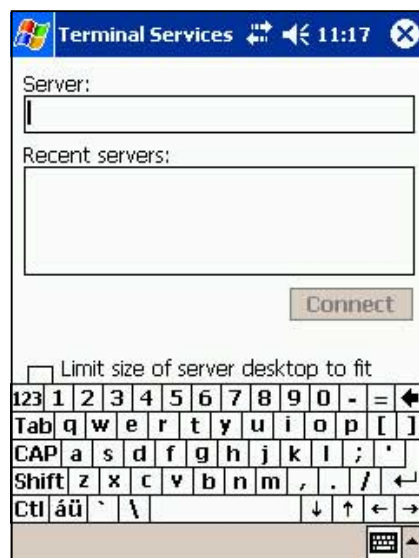 Terminal Services 11:17
Server:
Recent servers:
Connect
Limit size of server desktop to fit
123 1 2 3 4 5 6 7 8 9 0 - =
Tab q w e r t y u i o p [ ]
CAP a s d f g h j k l ; '
Shift z x c v b n m , . /
Ctl áü ` \